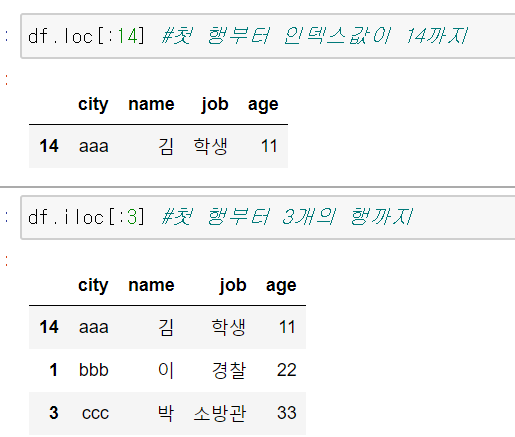 df.loc[:14] #첫 행부터 인덱스값이 14까지
city name job age
14 aaa 김 학생 11
df.iloc[:3] #첫 행부터 3개의 행까지
city name job age
14 aaa 김 학생 11
1 bbb 이 경찰 22
3 ccc 박 소방관 33